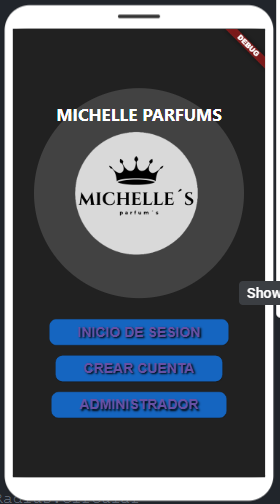 DEBUG
MICHELLE PARFUMS
MICHELLE´S
parfum´s
Show
INICIO DE SESION
CREAR CUENTA
ADMINISTRADOR